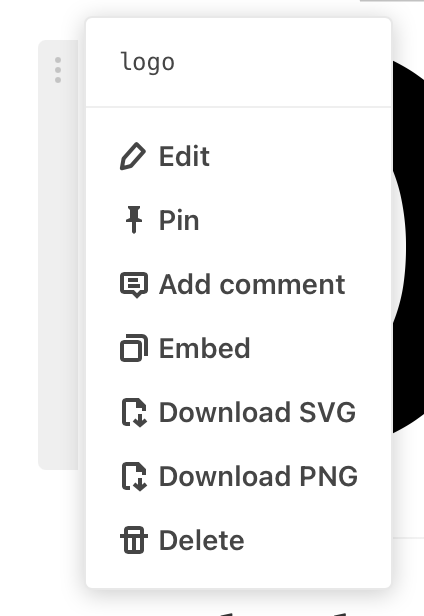 logo
Edit
Pin
Add comment
Embed
Download SVG
Download PNG
Delete